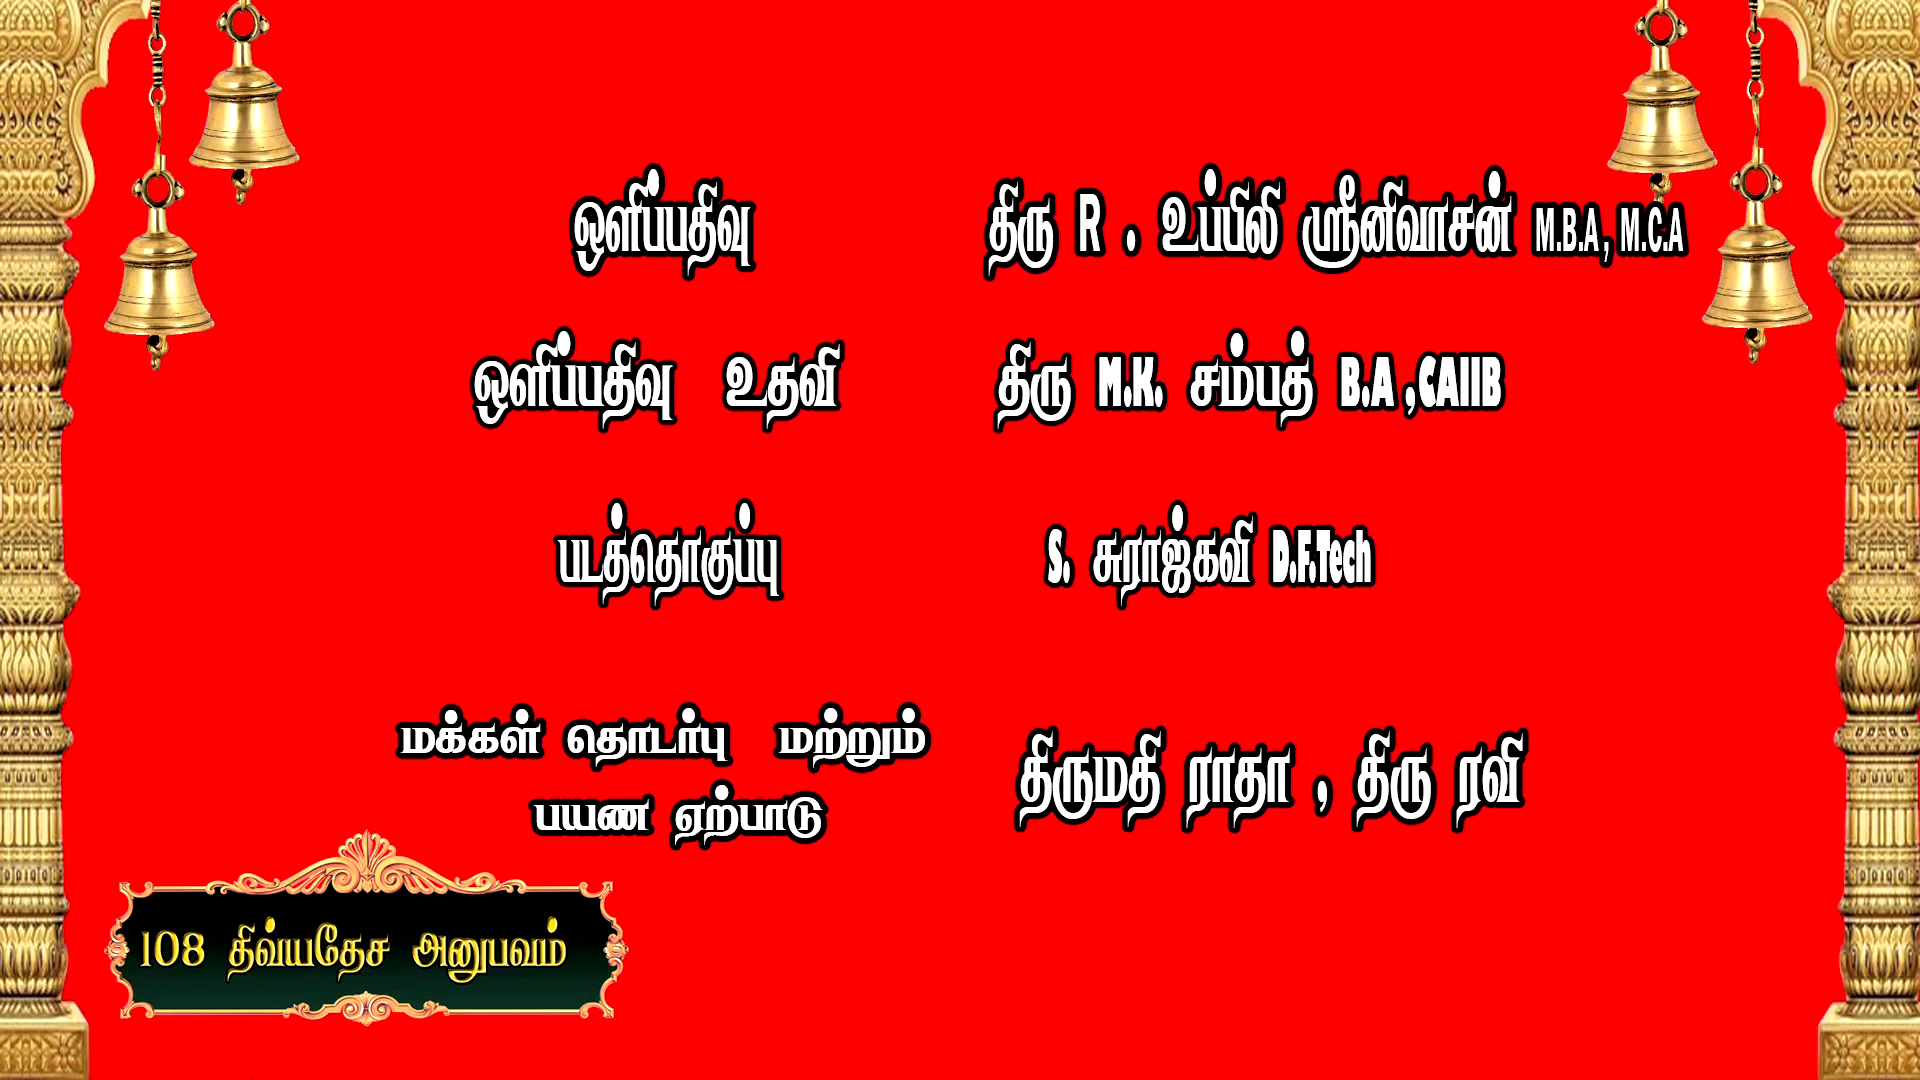 ஒளிப்பதிவு திரு R . உப்பிலி ஸ்ரீனிவாசன் M.B.A, M.C.A
ஒளிப்பதிவு உதவி திரு M.K. சம்பத் B.A ,CAIIB
படத்தொகுப்பு S. சுராஜ்கவி D.F.Tech
மக்கள் தொடர்பு மற்றும்
பயண ஏற்பாடு திருமதி ராதா , திரு ரவி
108 திவ்யதேச அனுபவம்